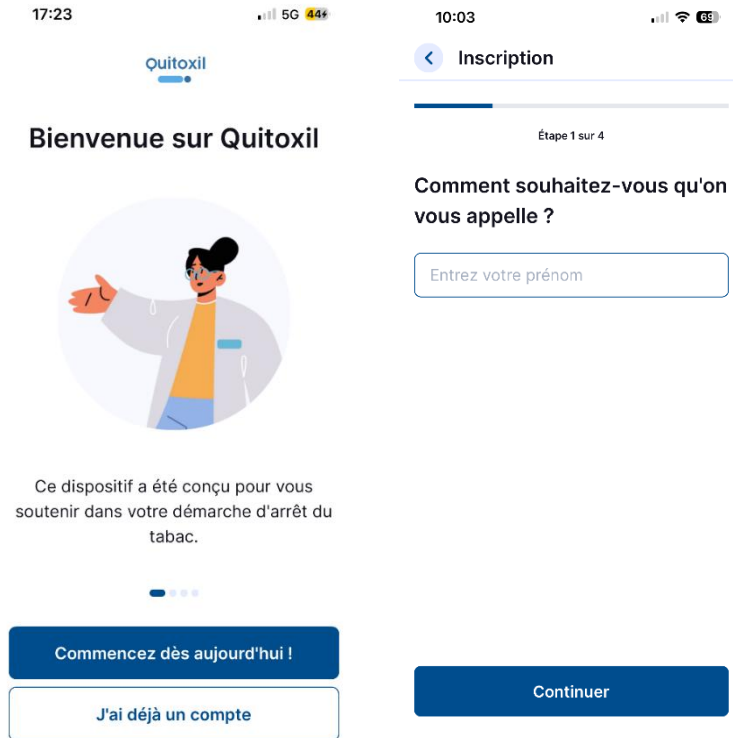 17:23
5G 44
Quitoxil
Bienvenue sur Quitoxil
Ce dispositif a été conçu pour vous
soutenir dans votre démarche d'arrêt du
tabac.
Commencez dès aujourd'hui !
J'ai déjà un compte
10:03
69
Inscription
Étape 1 sur 4
Comment souhaitez-vous qu'on
vous appelle ?
Entrez votre prénom
Continuer